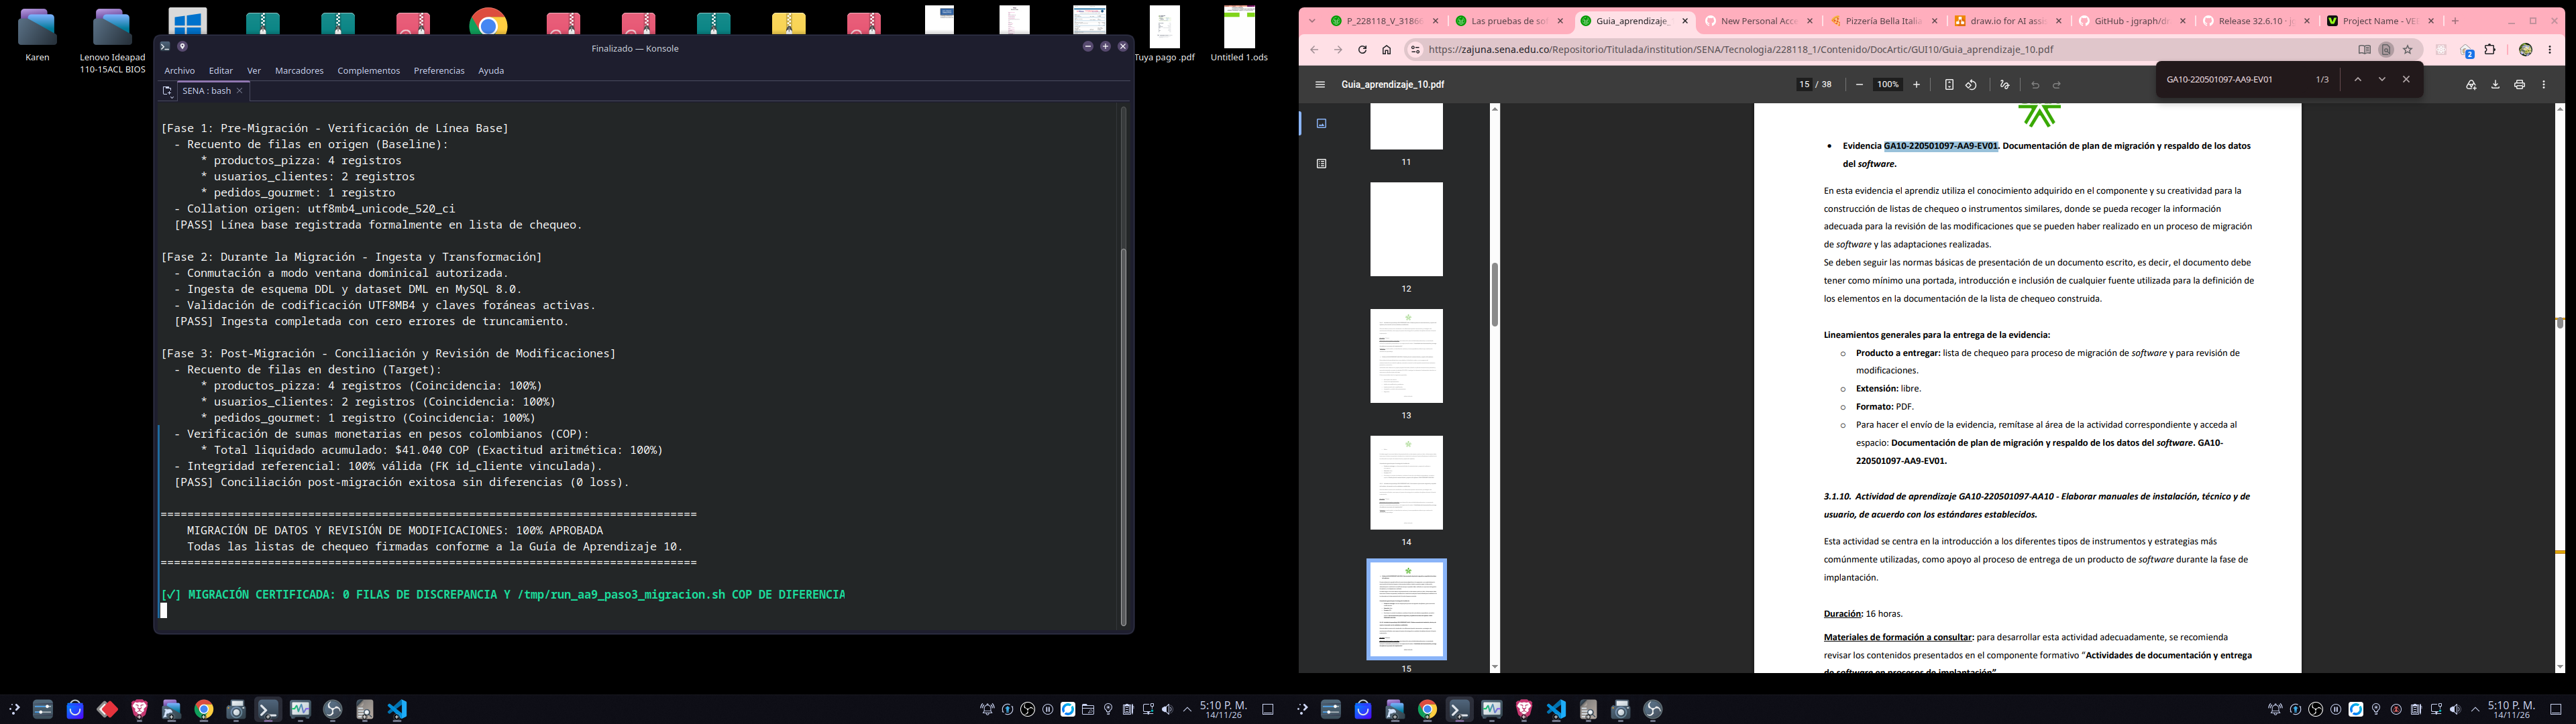 Karen
Lenovo Ideapad
110-15ACL BIOS
Tuya pago .pdf
Untitled 1.ods
Finalizado — Konsole
Archivo Editar Ver Marcadores Complementos Preferencias Ayuda
SENA : bash
[Fase 1: Pre-Migración - Verificación de Línea Base]
- Recuento de filas en origen (Baseline):
* productos_pizza: 4 registros
* usuarios_clientes: 2 registros
* pedidos_gourmet: 1 registro
- Collation origen: utf8mb4_unicode_520_ci
[PASS] Línea base registrada formalmente en lista de chequeo.
[Fase 2: Durante la Migración - Ingesta y Transformación]
- Conmutación a modo ventana dominical autorizada.
- Ingesta de esquema DDL y dataset DML en MySQL 8.0.
- Validación de codificación UTF8MB4 y claves foráneas activas.
[PASS] Ingesta completada con cero errores de truncamiento.
[Fase 3: Post-Migración - Conciliación y Revisión de Modificaciones]
- Recuento de filas en destino (Target):
* productos_pizza: 4 registros (Coincidencia: 100%)
* usuarios_clientes: 2 registros (Coincidencia: 100%)
* pedidos_gourmet: 1 registro (Coincidencia: 100%)
- Verificación de sumas monetarias en pesos colombianos (COP):
* Total liquidado acumulado: $41.040 COP (Exactitud aritmética: 100%)
- Integridad referencial: 100% válida (FK id_cliente vinculada).
[PASS] Conciliación post-migración exitosa sin diferencias (0 loss).
================================================================================
MIGRACIÓN DE DATOS Y REVISIÓN DE MODIFICACIONES: 100% APROBADA
Todas las listas de chequeo firmadas conforme a la Guía de Aprendizaje 10.
================================================================================
[✓] MIGRACIÓN CERTIFICADA: 0 FILAS DE DISCREPANCIA Y /tmp/run_aa9_paso3_migracion.sh COP DE DIFERENCIA
5:10 P. M.
14/11/26
P_228118_V_3186
Las pruebas de so
Guia_aprendizaje_
New Personal Acce
Pizzería Bella Italia
draw.io for AI assi
GitHub - jgraph/dr
Release 32.6.10 · j
Project Name - VE
https://zajuna.sena.edu.co/Repositorio/Titulada/institution/SENA/Tecnologia/228118_1/Contenido/DocArtic/GUI10/Guia_aprendizaje_10.pdf
2
GA10-220501097-AA9-EV01 1/3
Guia_aprendizaje_10.pdf
15 / 38
100%
11
12
13
14
15
• Evidencia GA10-220501097-AA9-EV01. Documentación de plan de migración y respaldo de los datos
del software.
En esta evidencia el aprendiz utiliza el conocimiento adquirido en el componente y su creatividad para la
construcción de listas de chequeo o instrumentos similares, donde se pueda recoger la información
adecuada para la revisión de las modificaciones que se pueden haber realizado en un proceso de migración
de software y las adaptaciones realizadas.
Se deben seguir las normas básicas de presentación de un documento escrito, es decir, el documento debe
tener como mínimo una portada, introducción e inclusión de cualquier fuente utilizada para la definición de
los elementos en la documentación de la lista de chequeo construida.
Lineamientos generales para la entrega de la evidencia:
o Producto a entregar: lista de chequeo para proceso de migración de software y para revisión de
modificaciones.
o Extensión: libre.
o Formato: PDF.
o Para hacer el envío de la evidencia, remítase al área de la actividad correspondiente y acceda al
espacio: Documentación de plan de migración y respaldo de los datos del software. GA10-
220501097-AA9-EV01.
3.1.10. Actividad de aprendizaje GA10-220501097-AA10 - Elaborar manuales de instalación, técnico y de
usuario, de acuerdo con los estándares establecidos.
Esta actividad se centra en la introducción a los diferentes tipos de instrumentos y estrategias más
comúnmente utilizadas, como apoyo al proceso de entrega de un producto de software durante la fase de
implantación.
Duración: 16 horas.
Materiales de formación a consultar: para desarrollar esta actividad adecuadamente, se recomienda
revisar los contenidos presentados en el componente formativo "Actividades de documentación y entrega
de software en procesos de implantación"
5:10 P. M.
14/11/26